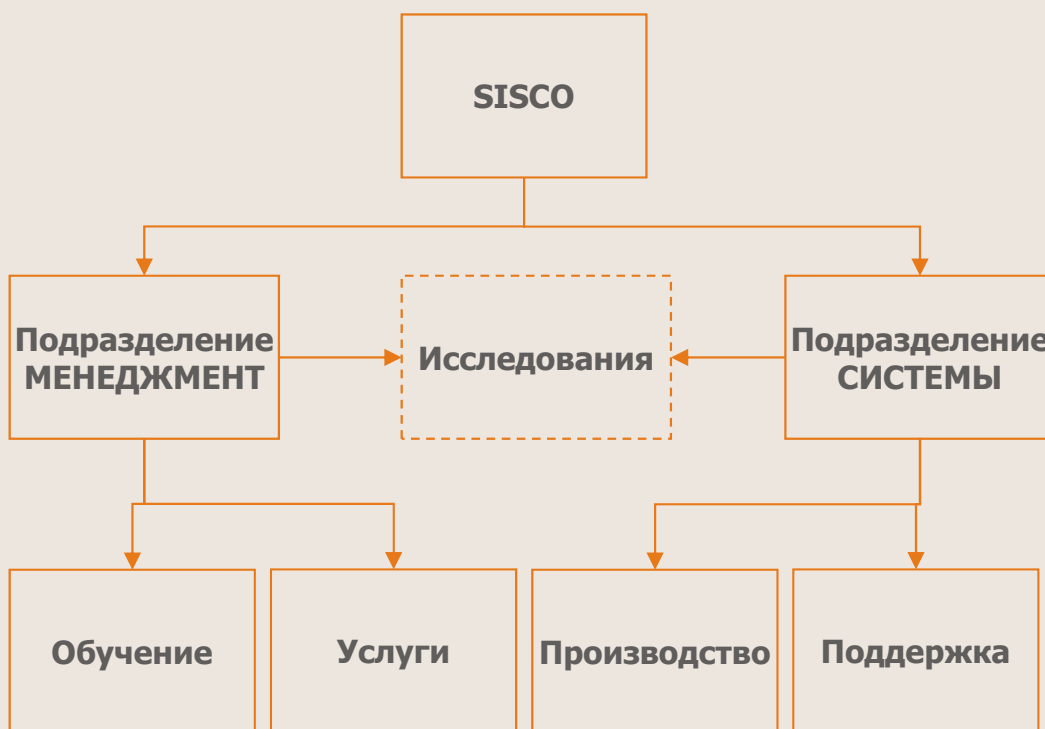 SISCO
Подразделение
МЕНЕДЖМЕНТ
Исследования
Подразделение
СИСТЕМЫ
Обучение
Услуги
Производство
Поддержка